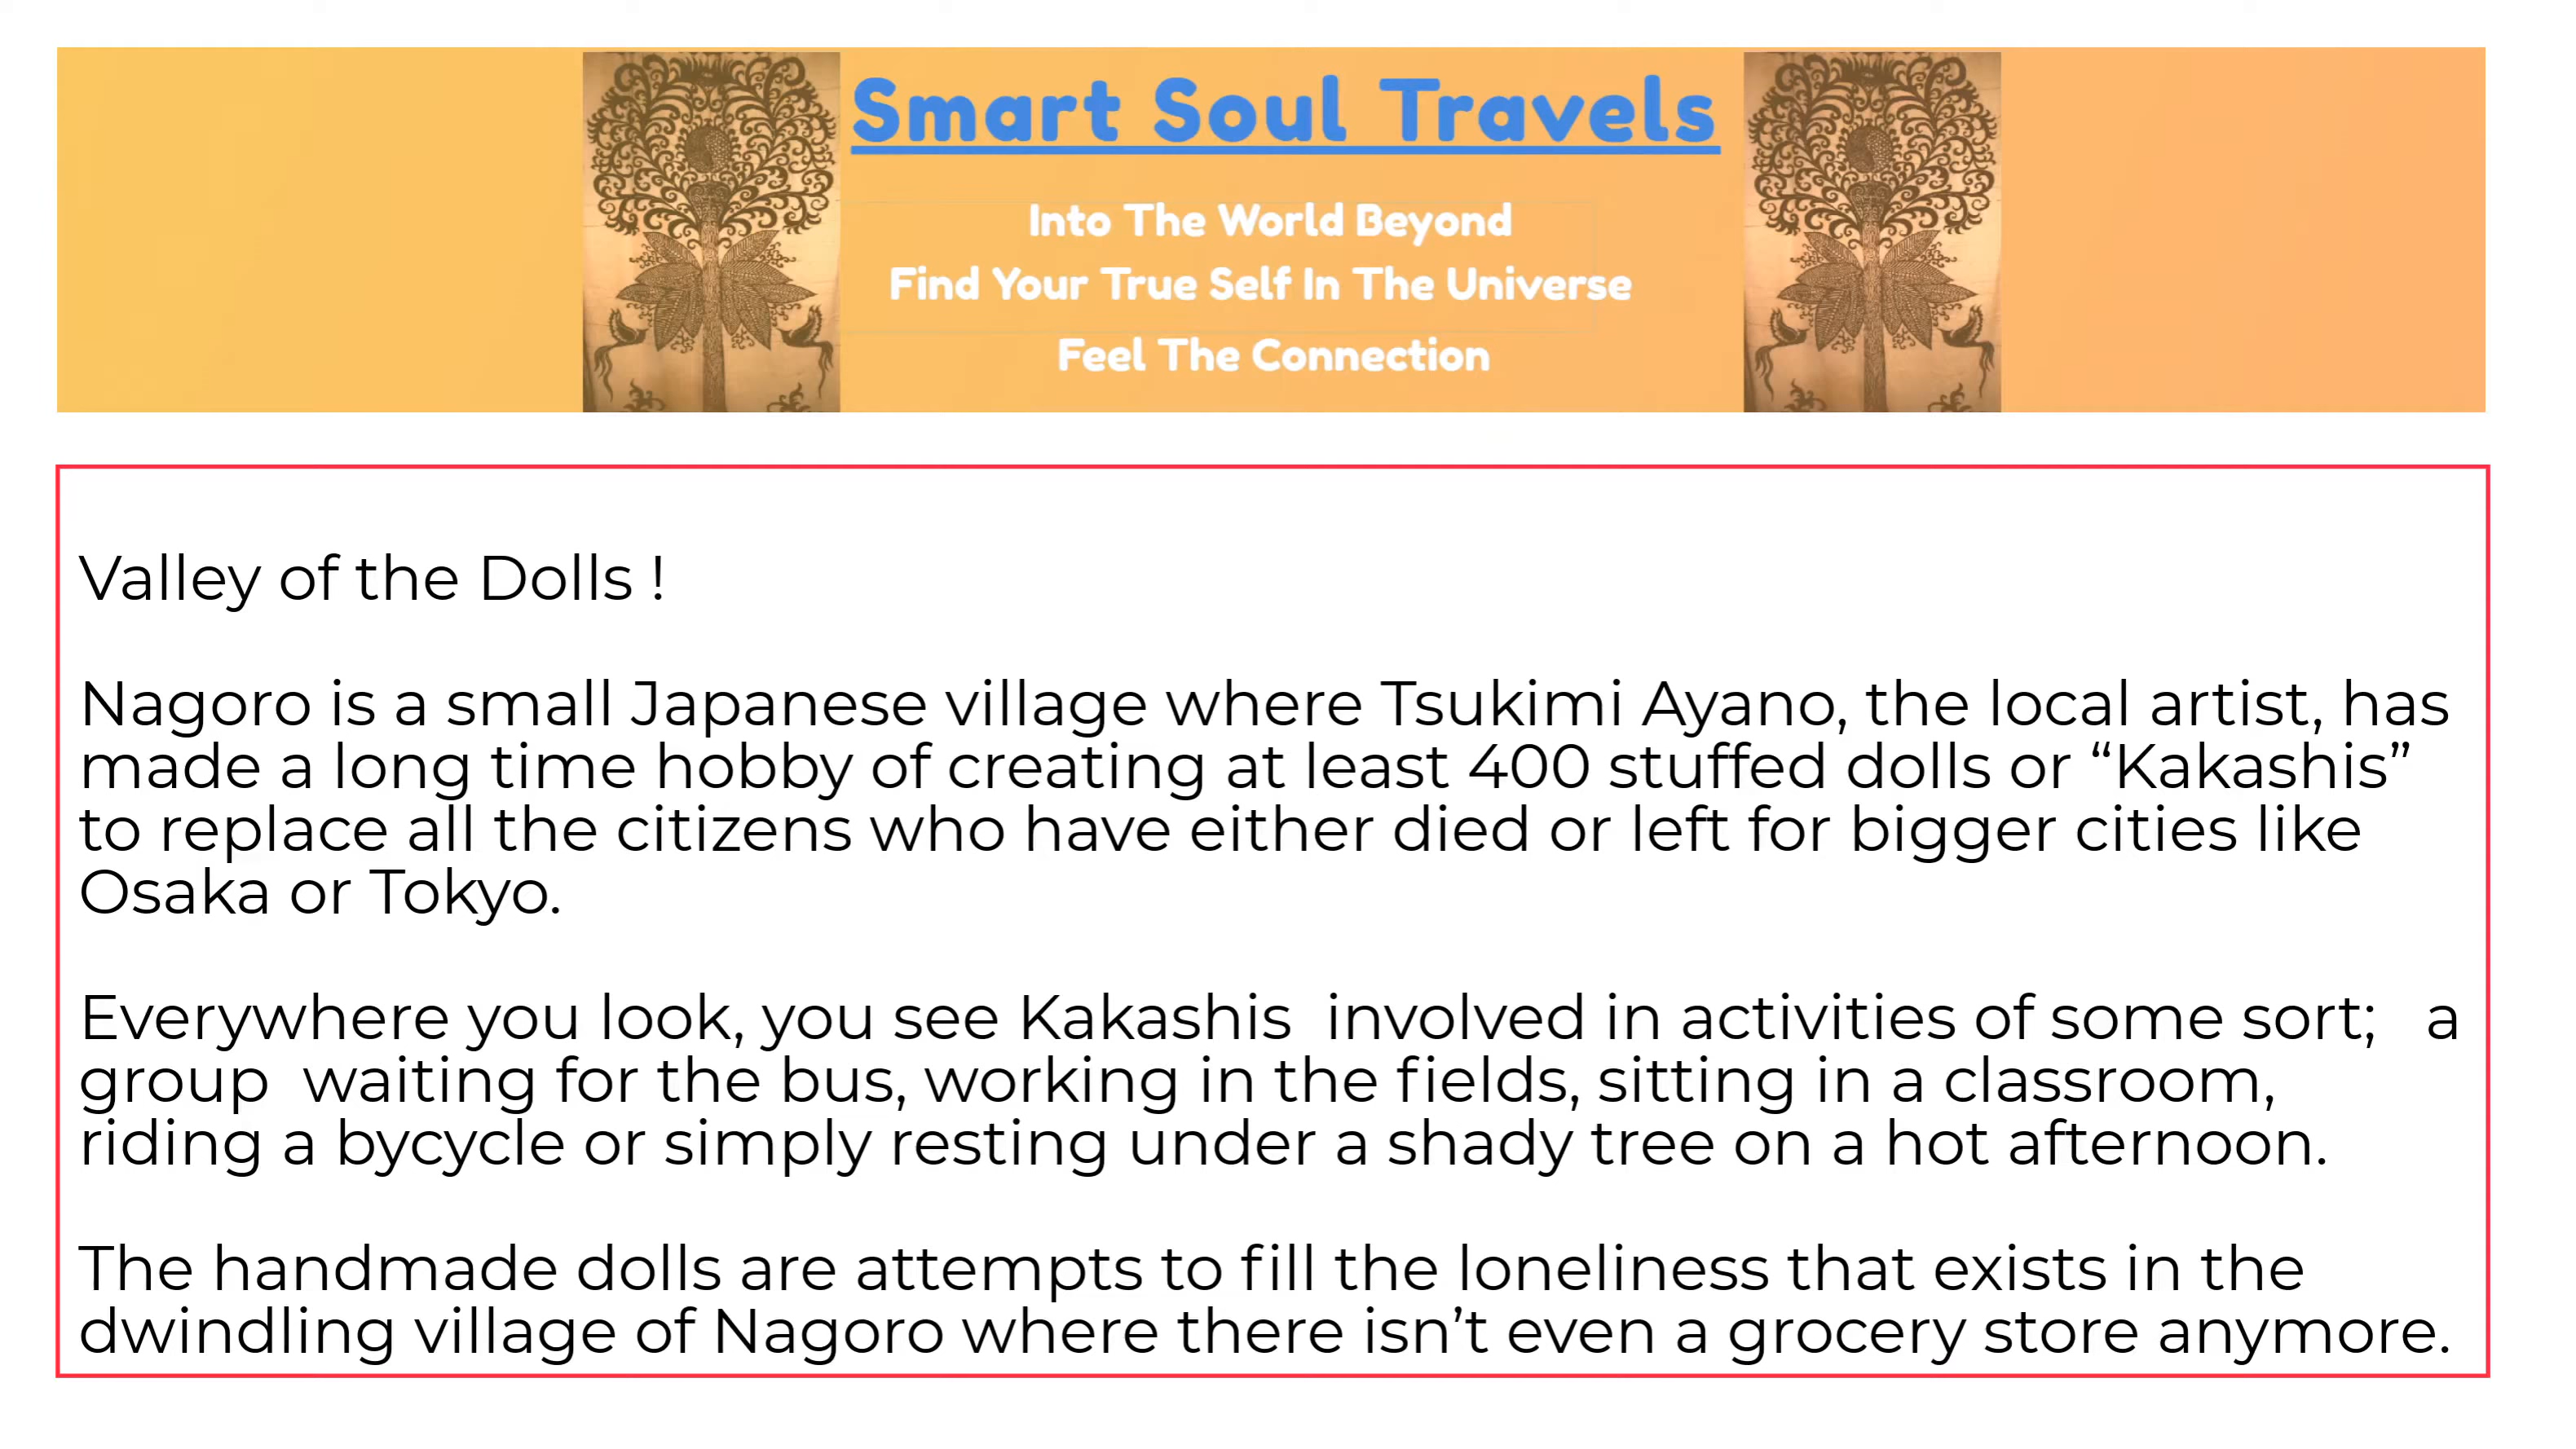 Smart Soul Travels
Into The World Beyond
Find Your True Self In The Universe
Feel The Connection
Valley of the Dolls !
Nagoro is a small Japanese village where Tsukimi Ayano, the local artist, has
made a long time hobby of creating at least 400 stuffed dolls or “Kakashis”
to replace all the citizens who have either died or left for bigger cities like
Osaka or Tokyo.
Everywhere you look, you see Kakashis  involved in activities of some sort;   a
group  waiting for the bus, working in the fields, sitting in a classroom,
riding a bycycle or simply resting under a shady tree on a hot afternoon.
The handmade dolls are attempts to fill the loneliness that exists in the
dwindling village of Nagoro where there isn’t even a grocery store anymore.